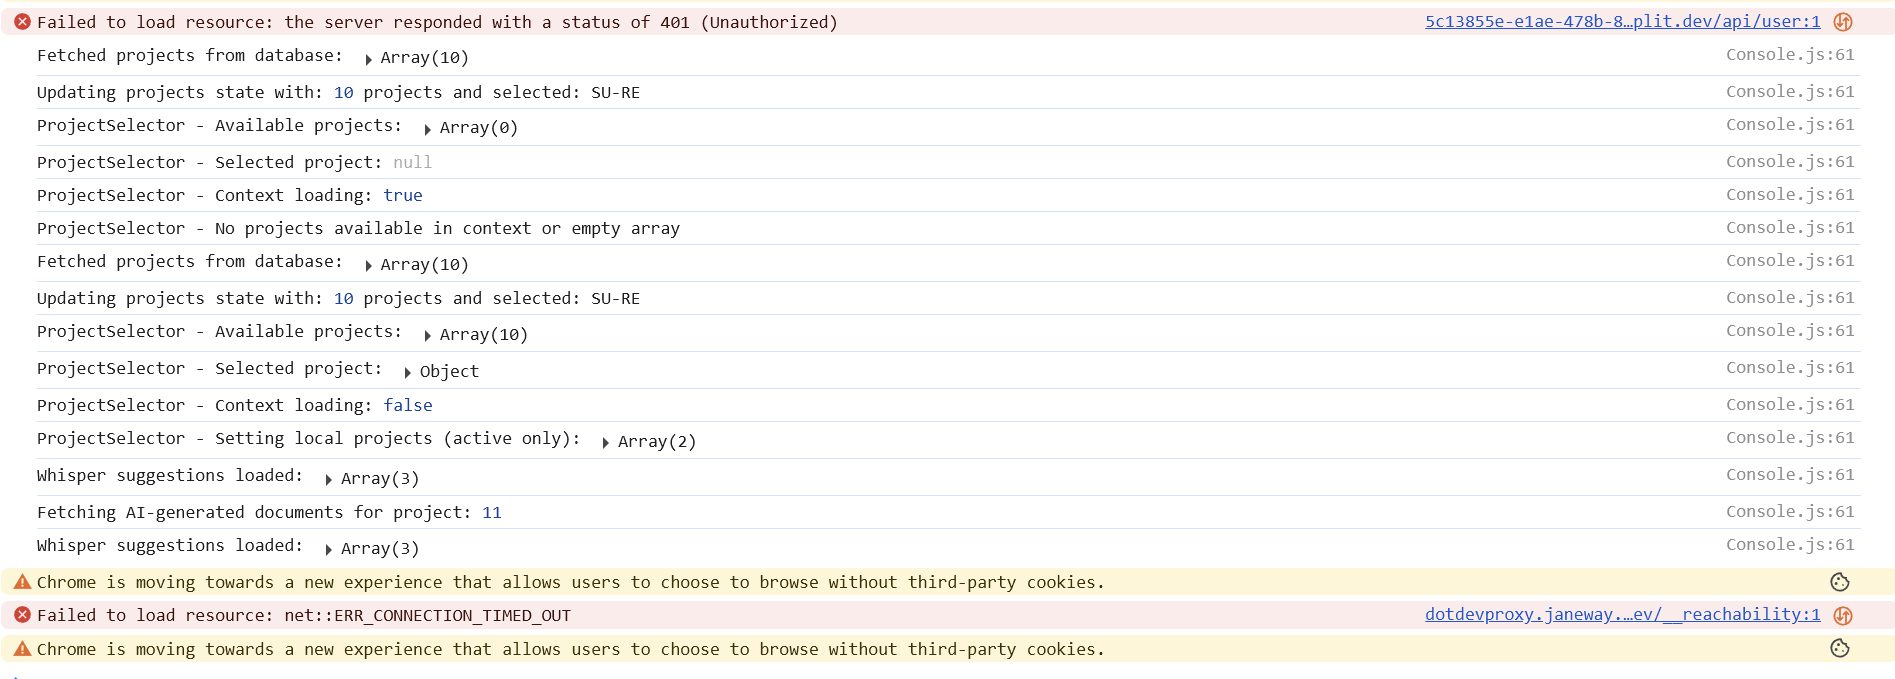 Failed to load resource: the server responded with a status of 401 (Unauthorized) 5c13855e-e1ae-478b-8…plit.dev/api/user:1
Fetched projects from database: Array(10) Console.js:61
Updating projects state with: 10 projects and selected: SU-RE Console.js:61
ProjectSelector - Available projects: Array(0) Console.js:61
ProjectSelector - Selected project: null Console.js:61
ProjectSelector - Context loading: true Console.js:61
ProjectSelector - No projects available in context or empty array Console.js:61
Fetched projects from database: Array(10) Console.js:61
Updating projects state with: 10 projects and selected: SU-RE Console.js:61
ProjectSelector - Available projects: Array(10) Console.js:61
ProjectSelector - Selected project: Object Console.js:61
ProjectSelector - Context loading: false Console.js:61
ProjectSelector - Setting local projects (active only): Array(2) Console.js:61
Whisper suggestions loaded: Array(3) Console.js:61
Fetching AI-generated documents for project: 11 Console.js:61
Whisper suggestions loaded: Array(3) Console.js:61
Chrome is moving towards a new experience that allows users to choose to browse without third-party cookies.
Failed to load resource: net::ERR_CONNECTION_TIMED_OUT dotdevproxy.janeway.…ev/__reachability:1
Chrome is moving towards a new experience that allows users to choose to browse without third-party cookies.